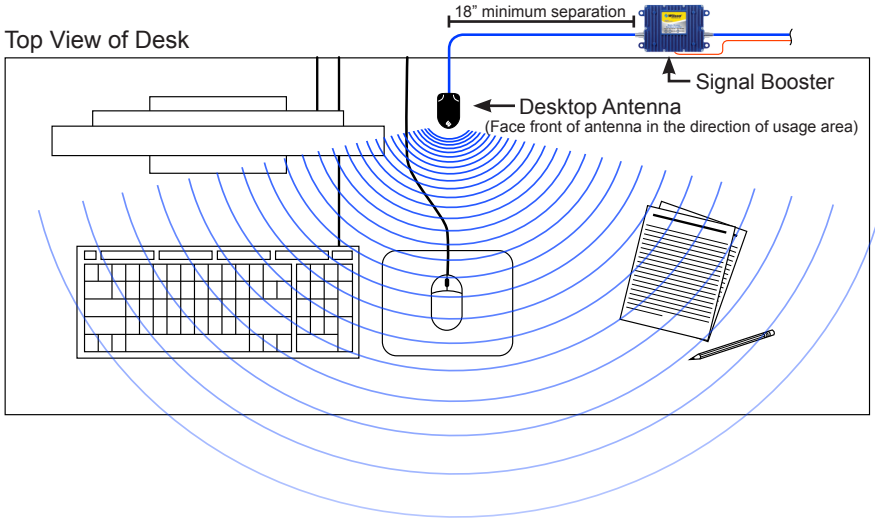 18” minimum separation
Top View of Desk
Signal Booster
Desktop Antenna
(Face front of antenna in the direction of usage area)